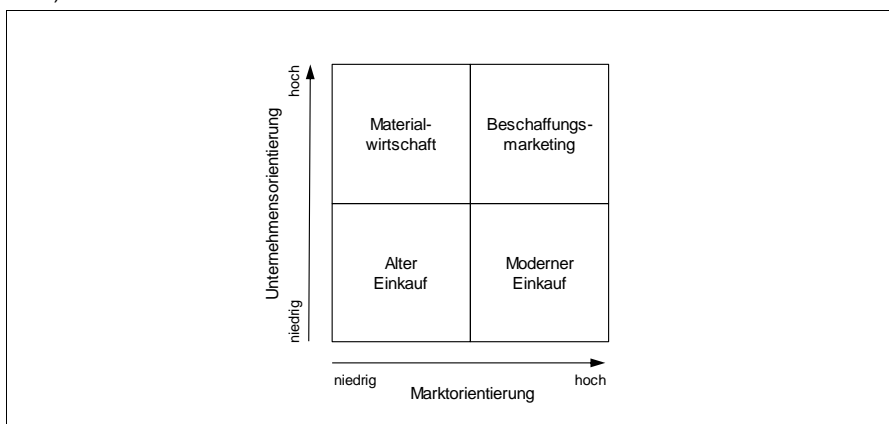 hoch
Material-
wirtschaft
Beschaffungs-
marketing
Unternehmensorientierung
Alter
Einkauf
Moderner
Einkauf
niedrig
niedrig
hoch
Marktorientierung